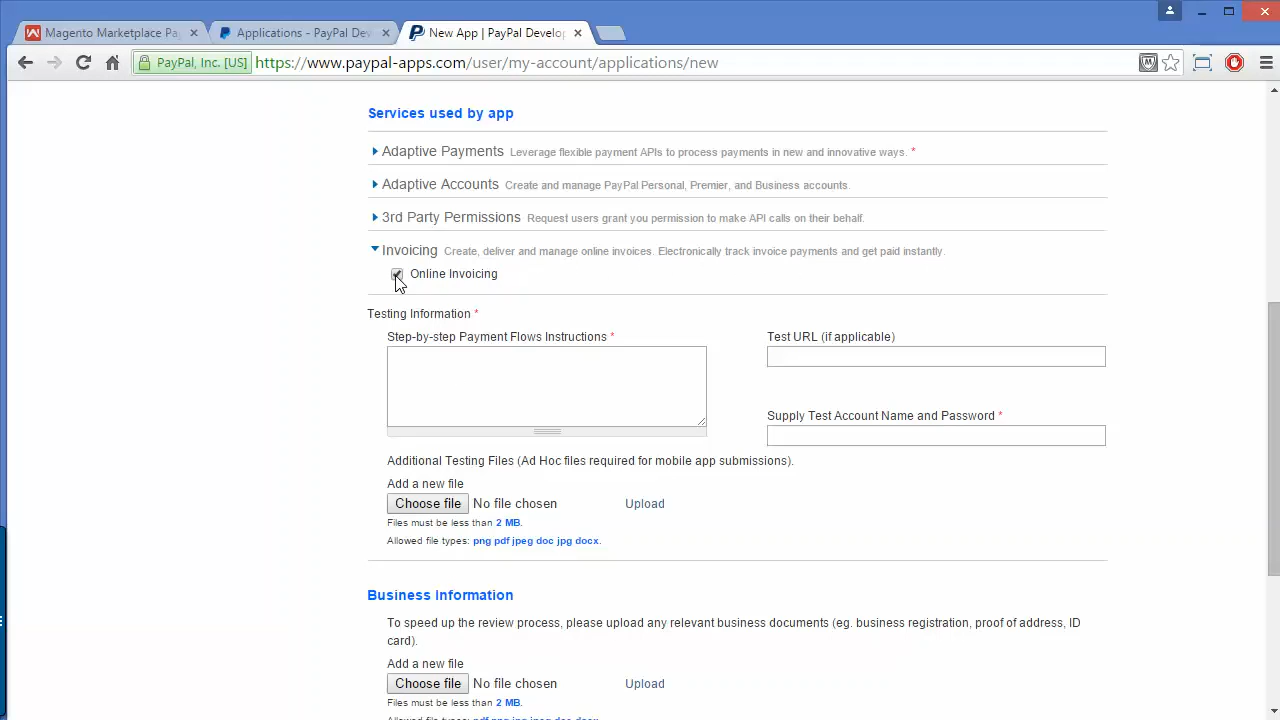 Magento Marketplace Pa
Applications - PayPal Dev
New App | PayPal Develop
PayPal, Inc. [US]
https://www.paypal-apps.com/user/my-account/applications/new
Services used by app
Adaptive Payments Leverage flexible payment APIs to process payments in new and innovative ways. *
Adaptive Accounts Create and manage PayPal Personal, Premier, and Business accounts.
3rd Party Permissions Request users grant you permission to make API calls on their behalf.
Invoicing Create, deliver and manage online invoices. Electronically track invoice payments and get paid instantly.
Online Invoicing
Testing Information *
Step-by-step Payment Flows Instructions *
Test URL (if applicable)
Supply Test Account Name and Password *
Additional Testing Files (Ad Hoc files required for mobile app submissions).
Add a new file
Choose file No file chosen Upload
Files must be less than 2 MB.
Allowed file types: png pdf jpeg doc jpg docx.
Business Information
To speed up the review process, please upload any relevant business documents (eg. business registration, proof of address, ID
card).
Add a new file
Choose file No file chosen Upload
Files must be less than 2 MB.
Allowed file types: pdf png jpg jpeg doc docx.